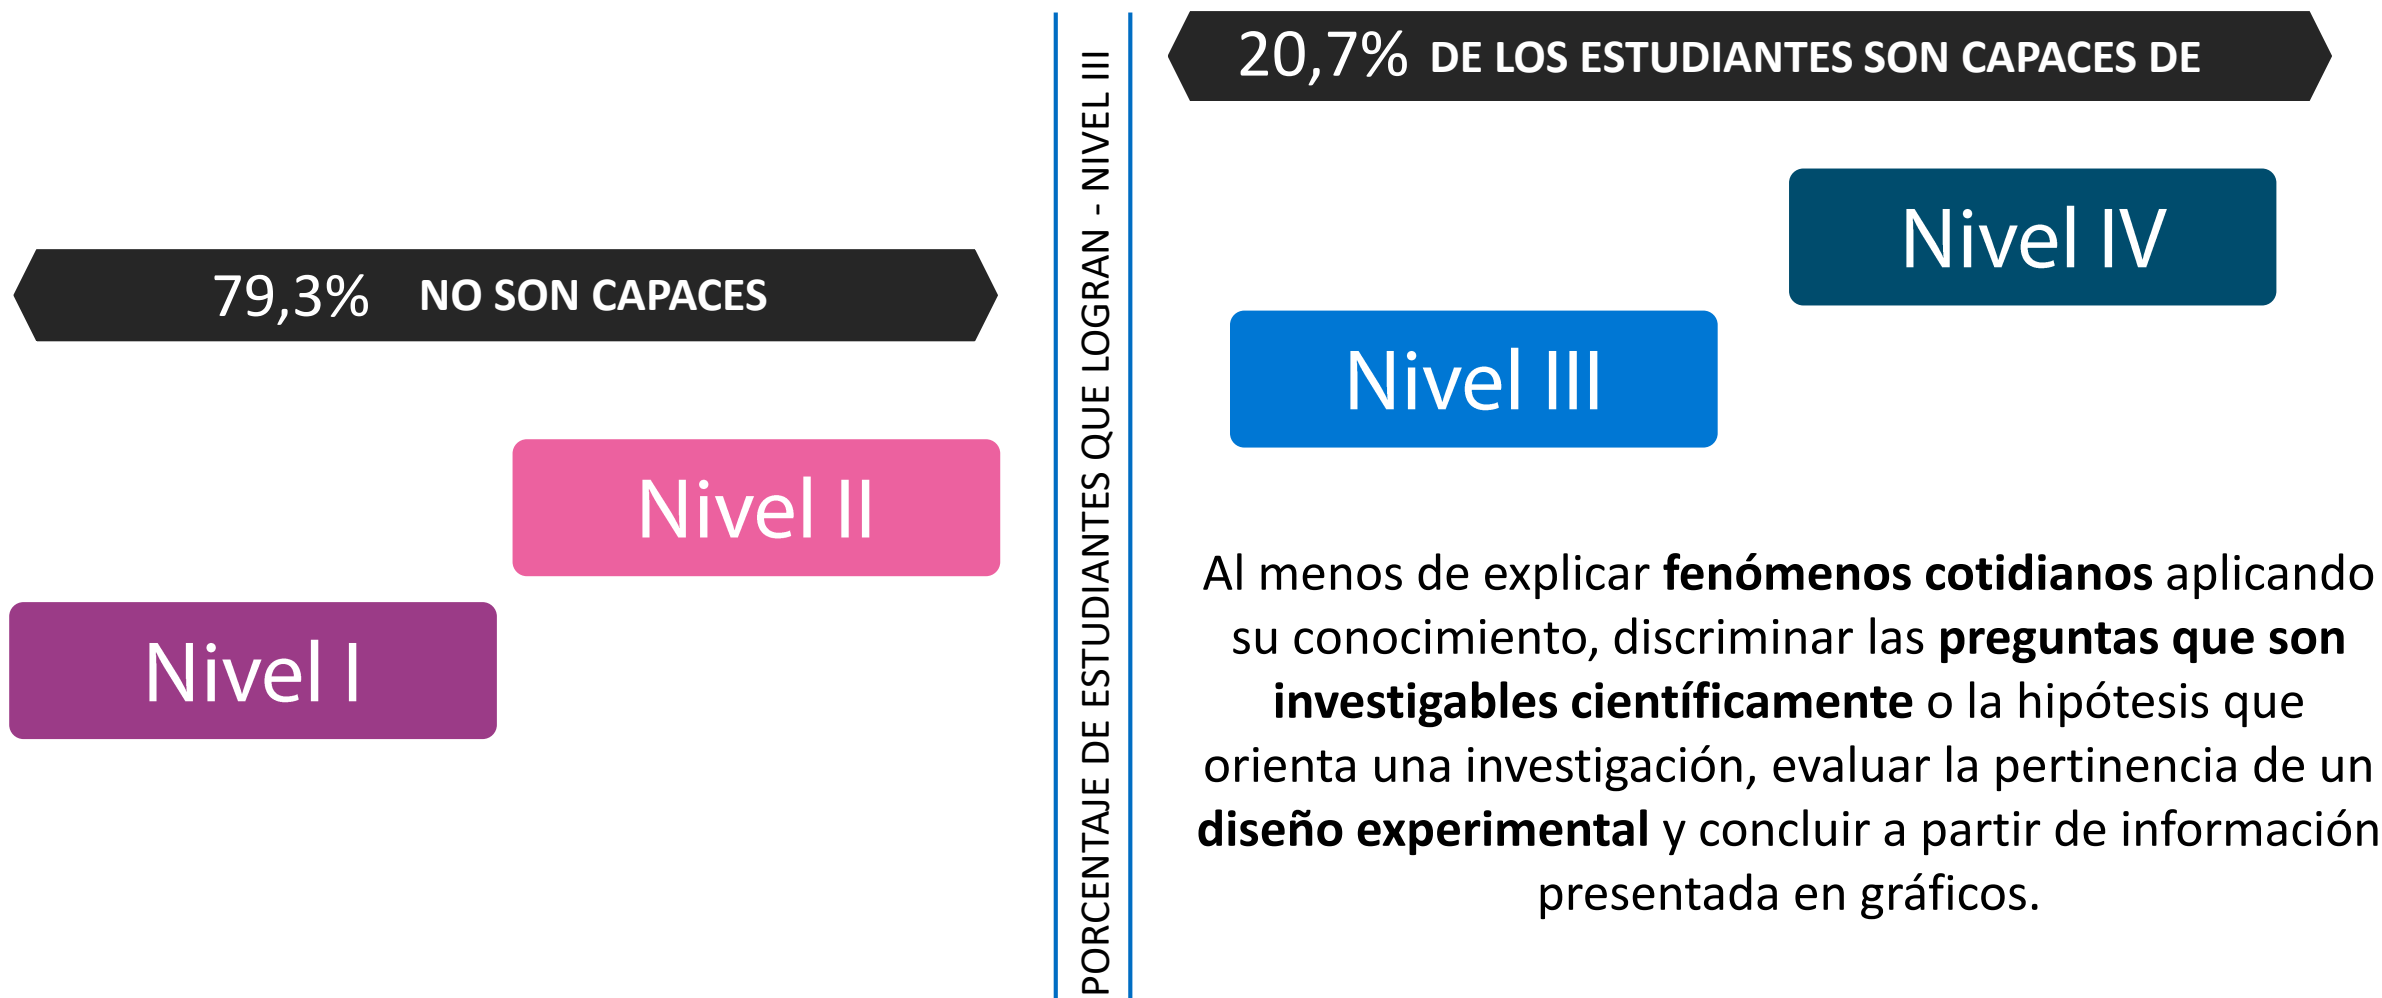 79,3% NO SON CAPACES
Nivel II
Nivel I
PORCENTAJE DE ESTUDIANTES QUE LOGRAN - NIVEL III
20,7% DE LOS ESTUDIANTES SON CAPACES DE
Nivel IV
Nivel III
Al menos de explicar fenómenos cotidianos aplicando
su conocimiento, discriminar las preguntas que son
investigables científicamente o la hipótesis que
orienta una investigación, evaluar la pertinencia de un
diseño experimental y concluir a partir de información
presentada en gráficos.